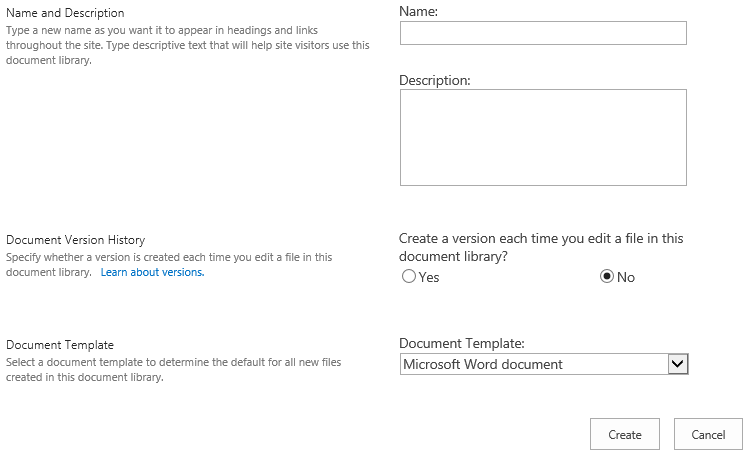 Name and Description
Type a new name as you want it to appear in headings and links
throughout the site. Type descriptive text that will help site visitors use this
document library.
Name:
Description:
Document Version History
Specify whether a version is created each time you edit a file in this
document library. Learn about versions.
Create a version each time you edit a file in this
document library?
Yes No
Document Template
Select a document template to determine the default for all new files
created in this document library.
Document Template:
Microsoft Word document
Create Cancel